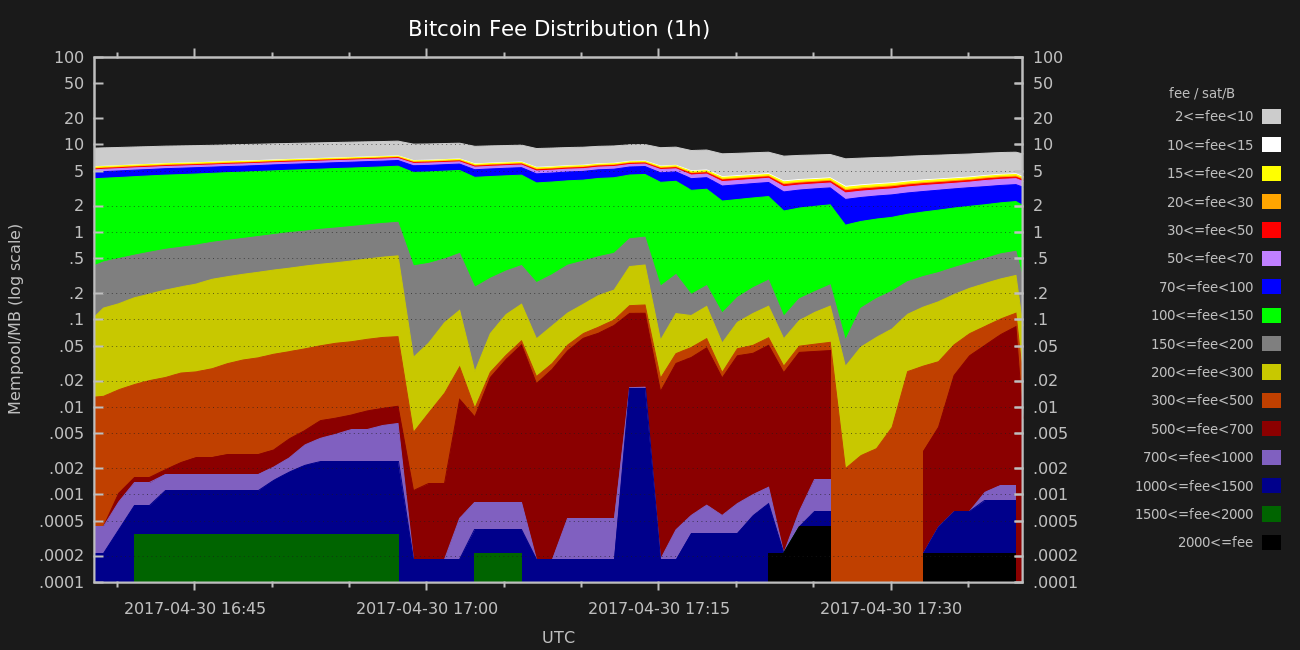 Bitcoin Fee Distribution (1h)
100 100
50 50
20 20
10 10
5 5
2 2
1 1
.5 .5
.2 .2
.1 .1
.05 .05
.02 .02
.01 .01
.005 .005
.002 .002
.001 .001
.0005 .0005
.0002 .0002
.0001 .0001
Mempool/MB (log scale)
2017-04-30 16:45 2017-04-30 17:00 2017-04-30 17:15 2017-04-30 17:30
UTC
fee / sat/B
2<=fee<10
10<=fee<15
15<=fee<20
20<=fee<30
30<=fee<50
50<=fee<70
70<=fee<100
100<=fee<150
150<=fee<200
200<=fee<300
300<=fee<500
500<=fee<700
700<=fee<1000
1000<=fee<1500
1500<=fee<2000
2000<=fee